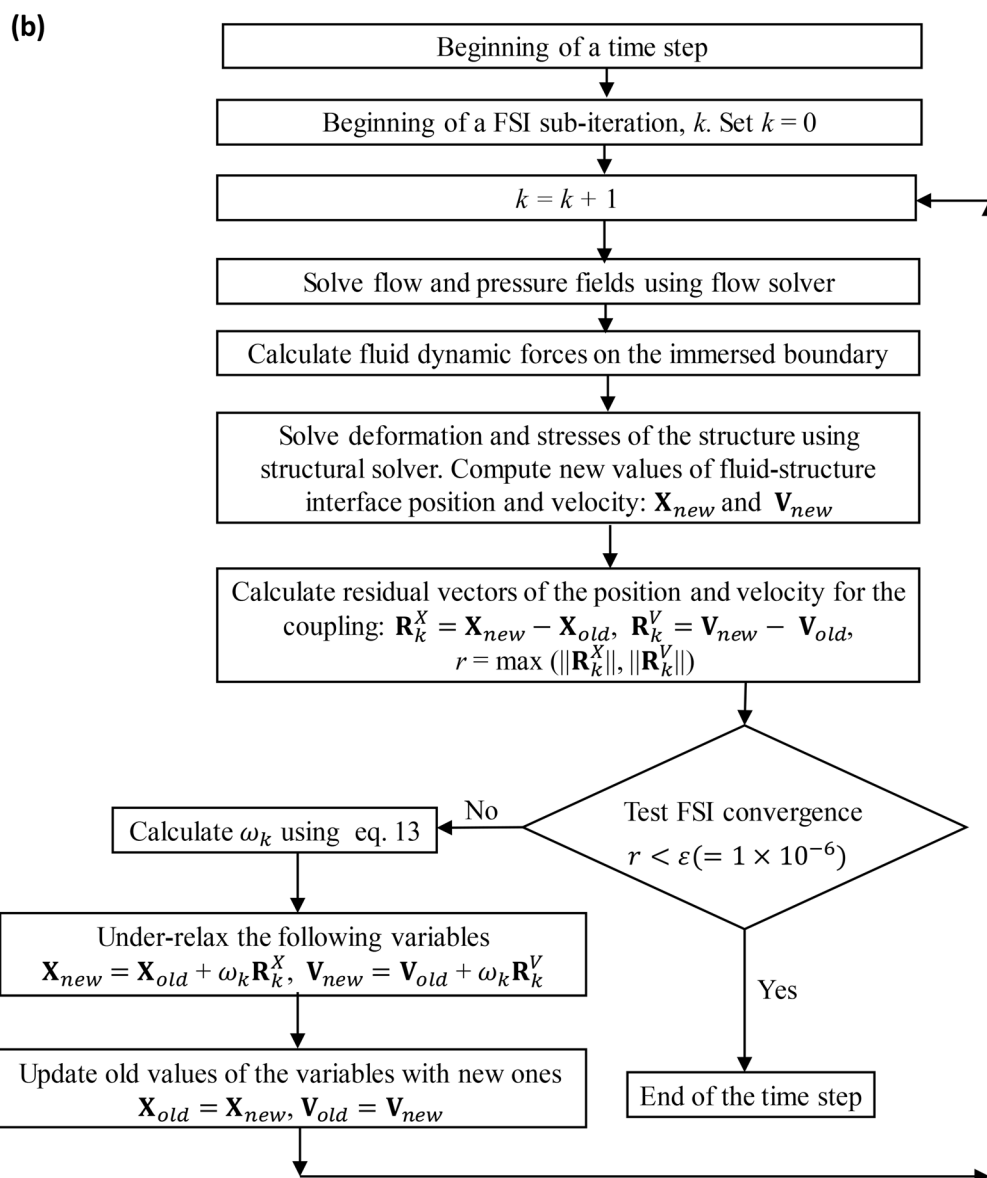 (b)
Beginning of a time step
Beginning of a FSI sub-iteration, k. Set k = 0
k = k + 1
Solve flow and pressure fields using flow solver
Calculate fluid dynamic forces on the immersed boundary
Solve deformation and stresses of the structure using
structural solver. Compute new values of fluid-structure
interface position and velocity: X_new and V_new
Calculate residual vectors of the position and velocity for the
coupling: R_k^X = X_new − X_old, R_k^V = V_new − V_old,
r = max (||R_k^X||, ||R_k^V||)
Test FSI convergence
r < ε(= 1 × 10^−6)
No
Calculate ω_k using eq. 13
Under-relax the following variables
X_new = X_old + ω_k R_k^X, V_new = V_old + ω_k R_k^V
Update old values of the variables with new ones
X_old = X_new, V_old = V_new
Yes
End of the time step